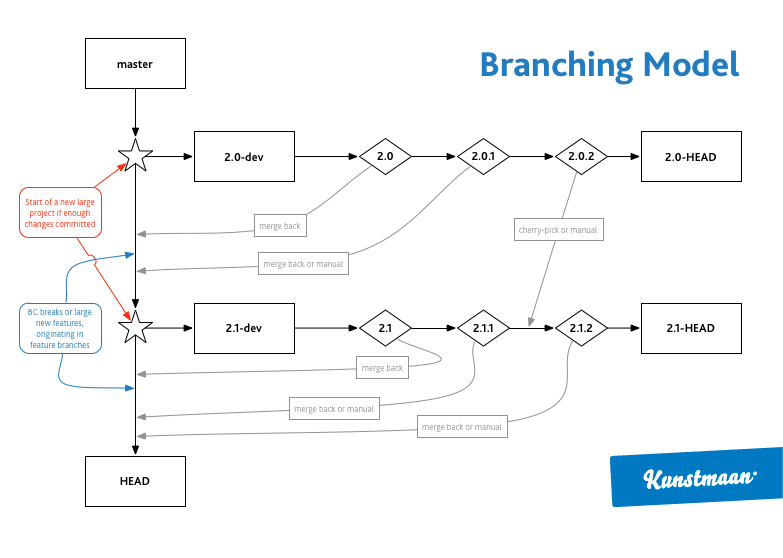 master
Branching Model
2.0-dev
2.0
2.0.1
2.0.2
2.0-HEAD
Start of a new large
project if enough
changes committed
merge back
cherry-pick or manual
merge back or manual
BC breaks or large
new features,
originating in
feature branches
2.1-dev
2.1
2.1.1
2.1.2
2.1-HEAD
merge back
merge back or manual
merge back or manual
HEAD
Kunstmaan